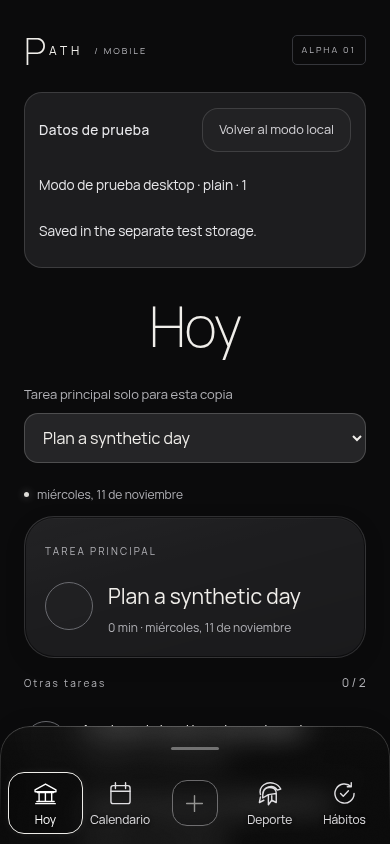 PATH / MOBILE
ALPHA 01
Datos de prueba
Volver al modo local
Modo de prueba desktop · plain · 1
Saved in the separate test storage.
Hoy
Tarea principal solo para esta copia
Plan a synthetic day
miércoles, 11 de noviembre
TAREA PRINCIPAL
Plan a synthetic day
0 min · miércoles, 11 de noviembre
Otras tareas
0 / 2
Hoy
Calendario
Deporte
Hábitos